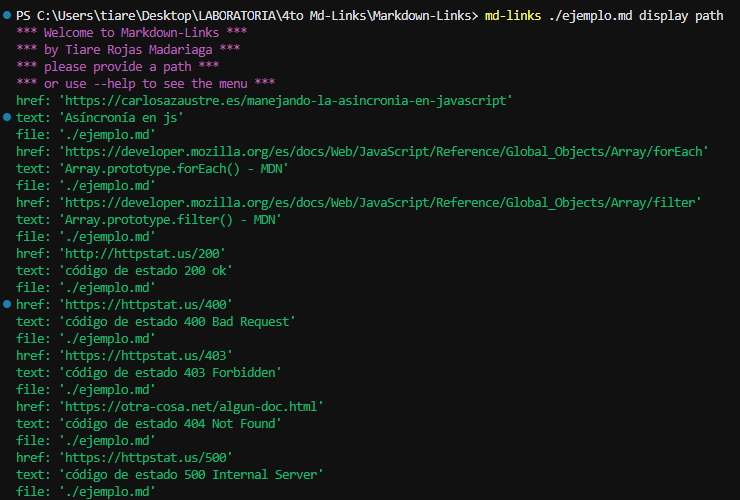 PS C:\Users\tiare\Desktop\LABORATORIA\4to Md-Links\Markdown-Links> md-links ./ejemplo.md display path
*** Welcome to Markdown-Links ***
*** by Tiare Rojas Madariaga ***
*** please provide a path ***
*** or use --help to see the menu ***
href: 'https://carlosazaustre.es/manejando-la-asincronia-en-javascript'
text: 'Asíncronía en js'
file: './ejemplo.md'
href: 'https://developer.mozilla.org/es/docs/Web/JavaScript/Reference/Global_Objects/Array/forEach'
text: 'Array.prototype.forEach() - MDN'
file: './ejemplo.md'
href: 'https://developer.mozilla.org/es/docs/Web/JavaScript/Reference/Global_Objects/Array/filter'
text: 'Array.prototype.filter() - MDN'
file: './ejemplo.md'
href: 'http://httpstat.us/200'
text: 'código de estado 200 ok'
file: './ejemplo.md'
href: 'https://httpstat.us/400'
text: 'código de estado 400 Bad Request'
file: './ejemplo.md'
href: 'https://httpstat.us/403'
text: 'código de estado 403 Forbidden'
file: './ejemplo.md'
href: 'https://otra-cosa.net/algun-doc.html'
text: 'código de estado 404 Not Found'
file: './ejemplo.md'
href: 'https://httpstat.us/500'
text: 'código de estado 500 Internal Server'
file: './ejemplo.md'